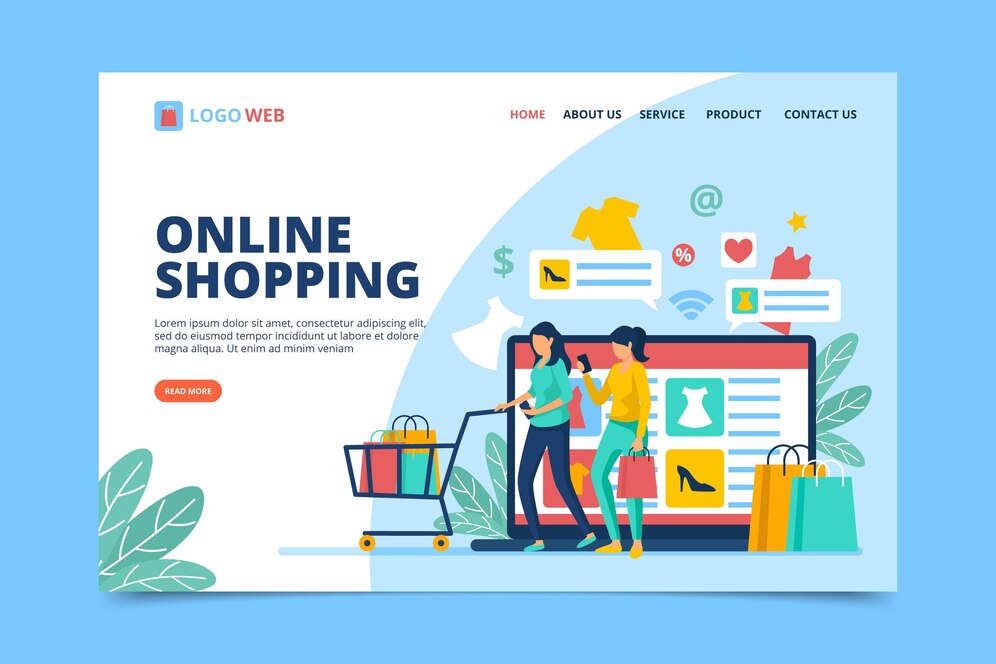 LOGO WEB
HOME ABOUT US SERVICE PRODUCT CONTACT US
@
$
%
ONLINE
SHOPPING
Lorem ipsum dolor sit amet, consectetur adipiscing elit,
sed do eiusmod tempor incididunt ut labore et dolore
magna aliqua. Ut enim ad minim veniam
READ MORE